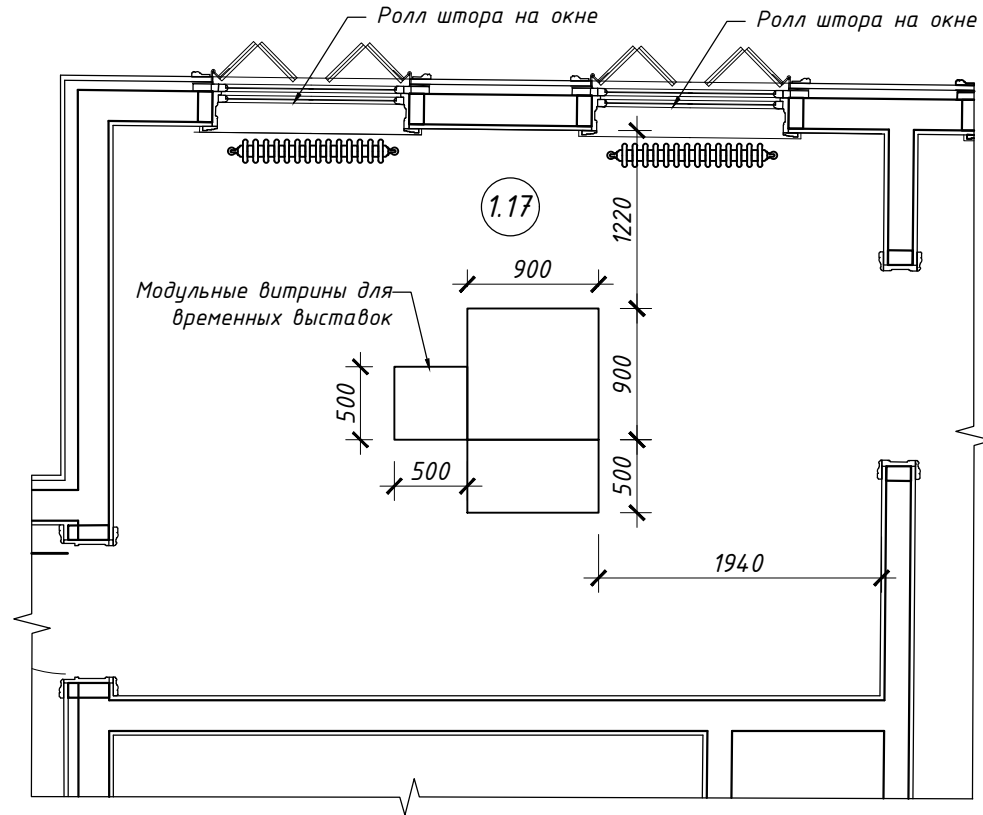 Ролл штора на окне
Ролл штора на окне
1.17
1220
900
Модульные витрины для
временных выставок
900
500
500
500
1940